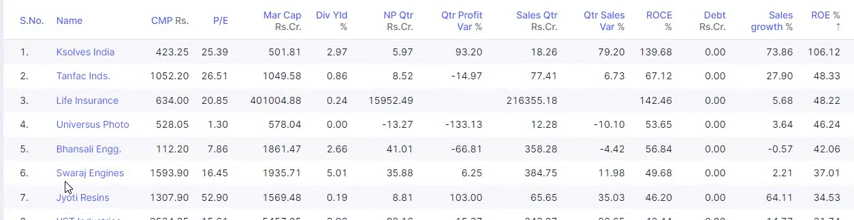 S.No. Name CMP Rs. P/E Mar Cap Rs.Cr. Div Yld % NP Qtr Rs.Cr. Qtr Profit Var % Sales Qtr Rs.Cr. Qtr Sales Var % ROCE % Debt Rs.Cr. Sales growth % ROE % ↑
1. Ksolves India 423.25 25.39 501.81 2.97 5.97 93.20 18.26 79.20 139.68 0.00 73.86 106.12
2. Tanfac Inds. 1052.20 26.51 1049.58 0.86 8.52 -14.97 77.41 6.73 67.12 0.00 27.90 48.33
3. Life Insurance 634.00 20.85 401004.88 0.24 15952.49 216355.18 142.46 0.00 5.68 48.22
4. Universus Photo 528.05 1.30 578.04 0.00 -13.27 -133.13 12.28 -10.10 53.65 0.00 3.64 46.24
5. Bhansali Engg. 112.20 7.86 1861.47 2.66 41.01 -66.81 358.28 -4.42 56.84 0.00 -0.57 42.06
6. Swaraj Engines 1593.90 16.45 1935.71 5.01 35.88 6.25 384.75 11.98 49.68 0.00 2.21 37.01
7. Jyoti Resins 1307.90 52.90 1569.48 0.19 8.81 103.00 65.65 35.03 46.20 0.00 64.11 34.53